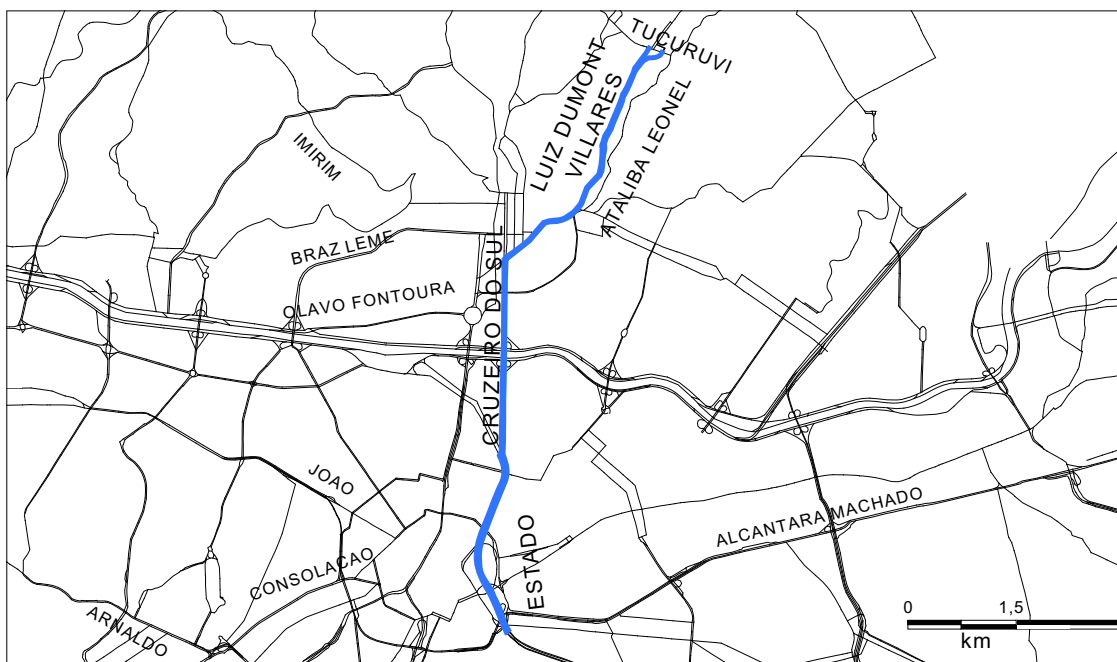 TUCURUVI
LUIZ DUMONT
VILLARES
ATALIBA LEONEL
IMIRIM
BRAZ LEME
CRUZEIRO DO SUL
OLAVO FONTOURA
JOAO
ALCANTARA MACHADO
ESTADO
CONSOLACAO
ARNALDO
0 1,5
km